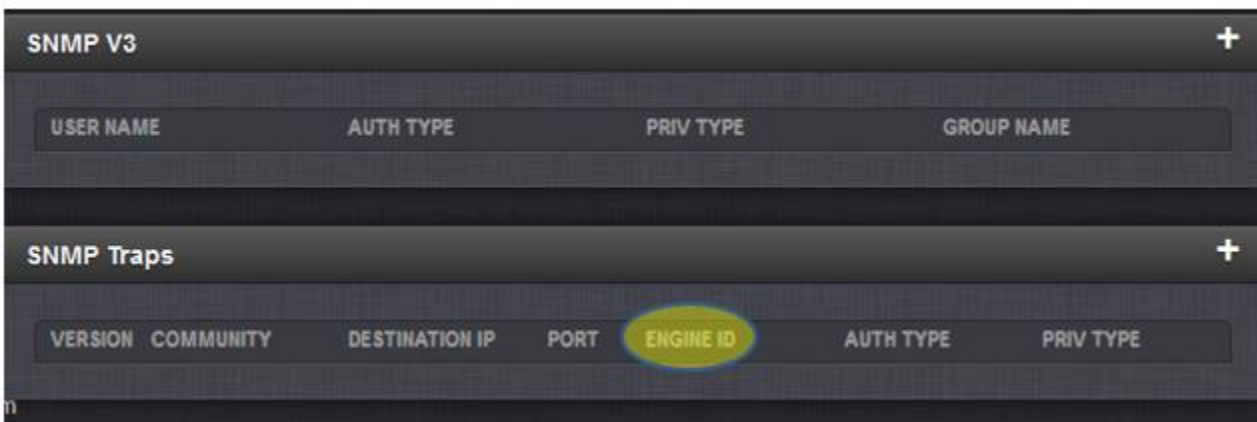 SNMP V3 +
USER NAME AUTH TYPE PRIV TYPE GROUP NAME
SNMP Traps +
VERSION COMMUNITY DESTINATION IP PORT ENGINE ID AUTH TYPE PRIV TYPE